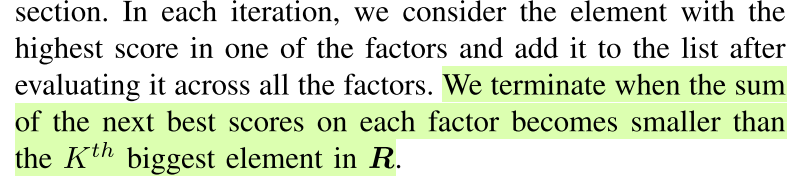 section. In each iteration, we consider the element with the
highest score in one of the factors and add it to the list after
evaluating it across all the factors. We terminate when the sum
of the next best scores on each factor becomes smaller than
the K^{th} biggest element in R.